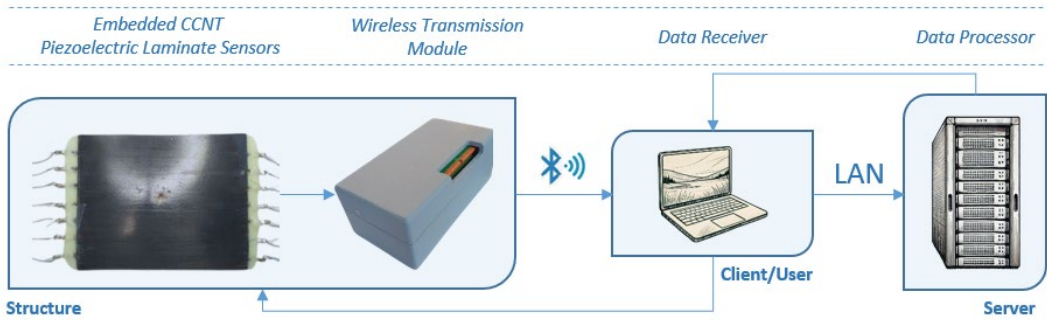 Embedded CCNT
Piezoelectric Laminate Sensors
Wireless Transmission
Module
Data Receiver
Data Processor
LAN
Client/User
Structure
Server